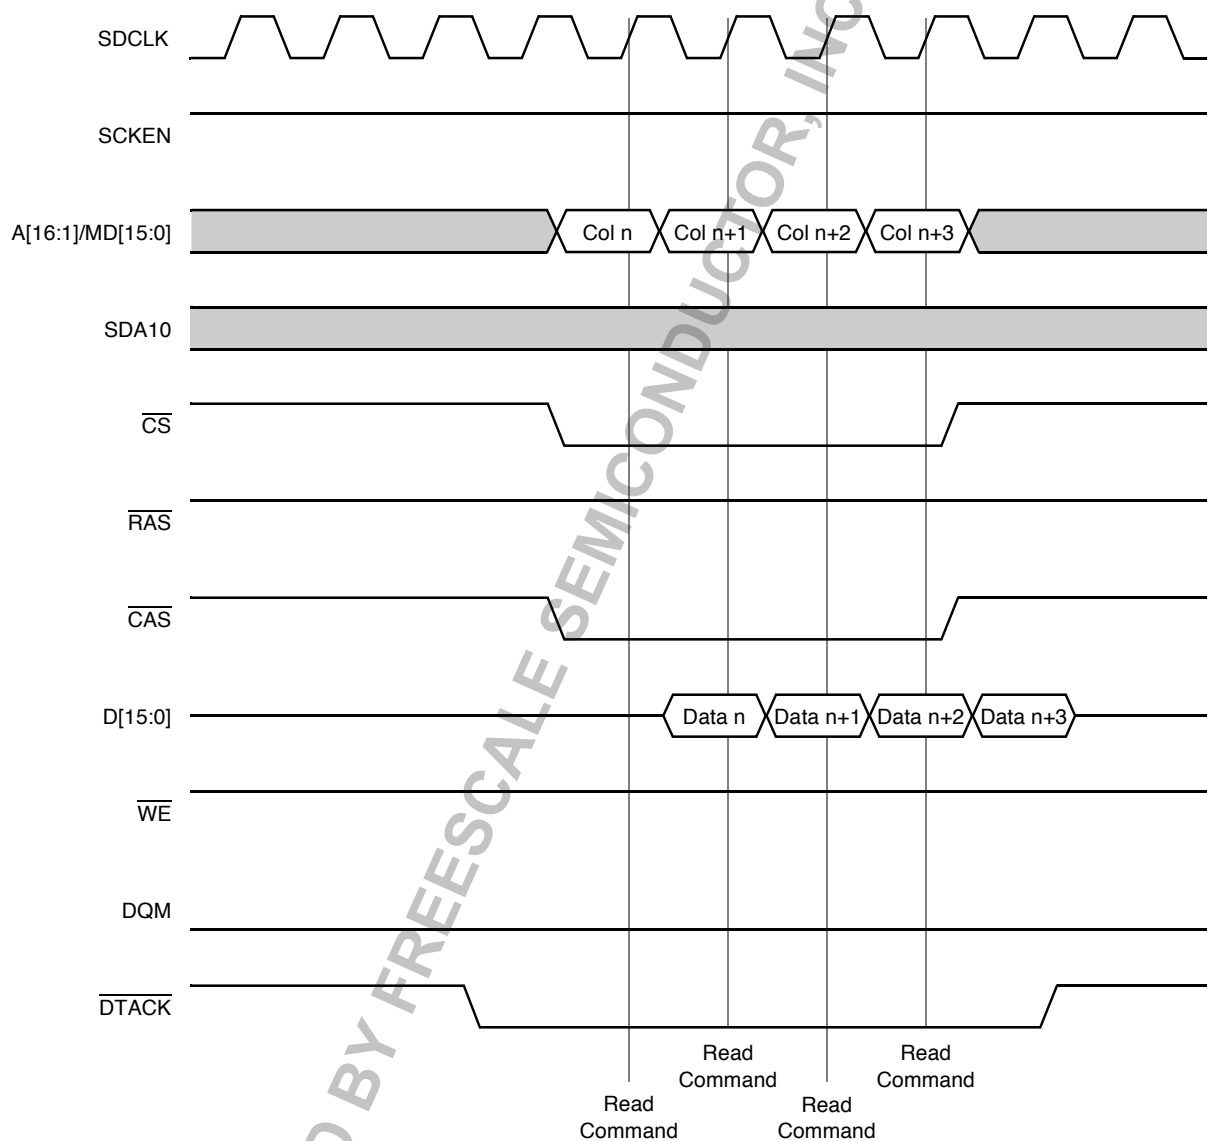 SDCLK
SCKEN
A[16:1]/MD[15:0]
Col n
Col n+1
Col n+2
Col n+3
SDA10
CS
RAS
CAS
D[15:0]
Data n
Data n+1
Data n+2
Data n+3
WE
DQM
DTACK
Read
Command
Read
Command
Read
Command
Read
Command
D BY FREESCALE SEMICONDUCTOR, INC